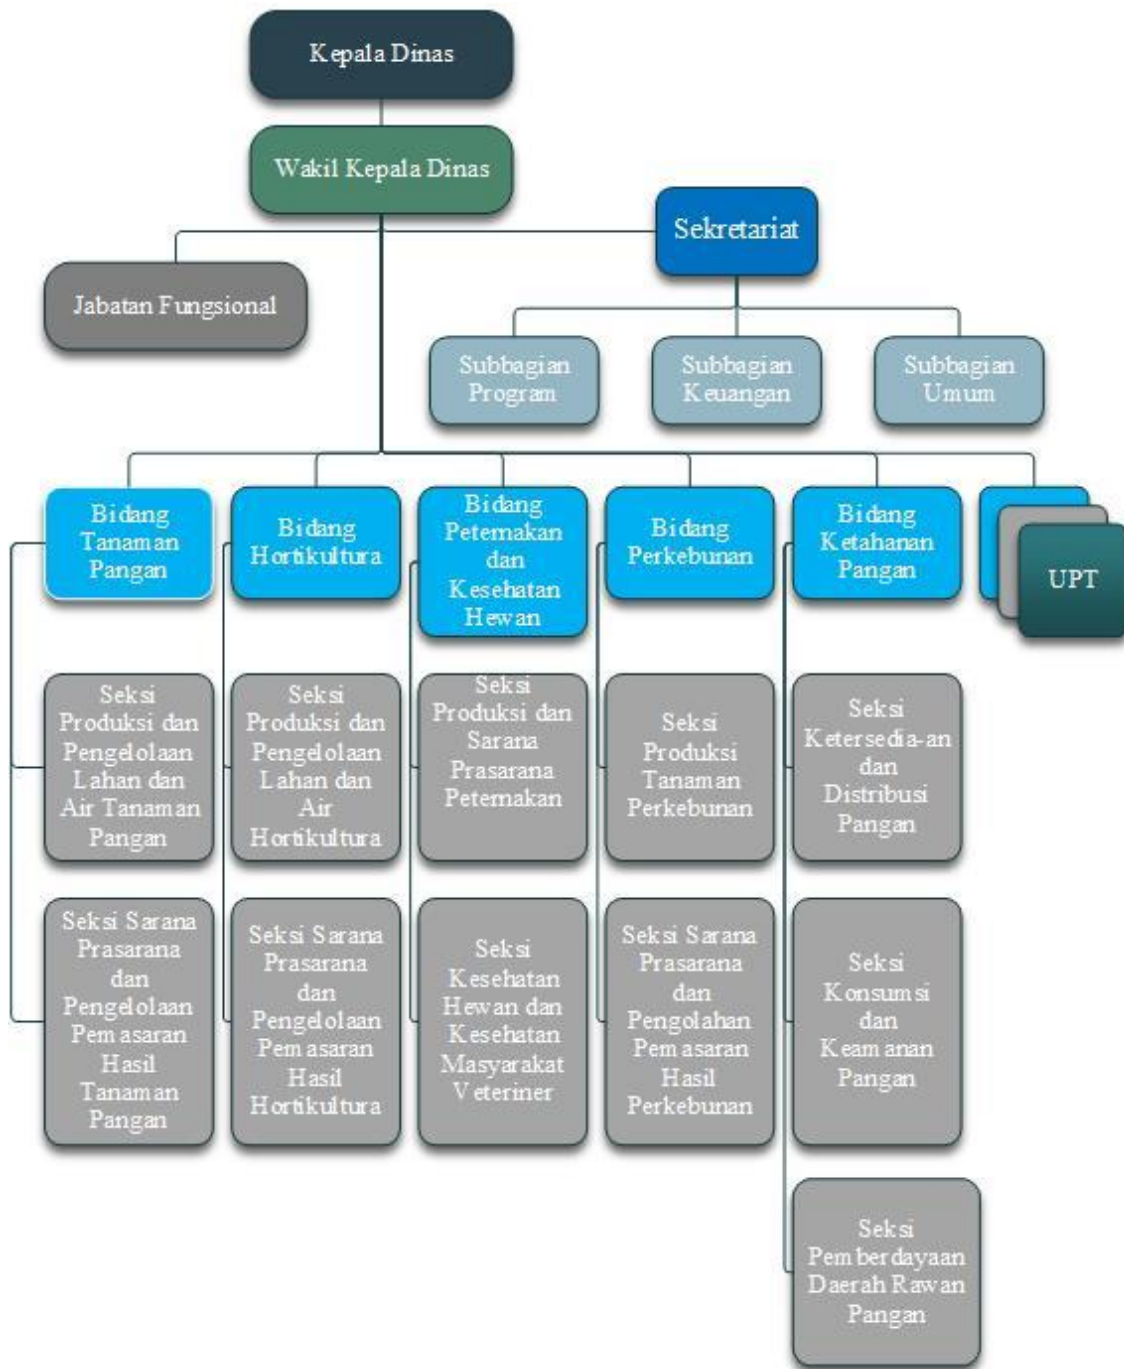 Kepala Dinas
Wakil Kepala Dinas
Sekretariat
Jabatan Fungsional
Subbagian
Program
Subbagian
Keuangan
Subbagian
Umum
Bidang
Tanaman
Pangan
Bidang
Hortikultura
Bidang
Peternakan
dan
Kesehatan
Hewan
Bidang
Perkebunan
Bidang
Ketahanan
Pangan
UPT
Seksi
Produksi dan
Pengelolaan
Lahan dan
Air Tanaman
Pangan
Seksi
Produksi dan
Pengelolaan
Lahan dan
Air
Hortikultura
Seksi
Produksi dan
Sarana
Prasarana
Peternakan
Seksi
Produksi
Tanaman
Perkebunan
Seksi
Ketersedia-an
dan
Distribusi
Pangan
Seksi Sarana
Prasarana
dan
Pengelolaan
Pemasaran
Hasil
Tanaman
Pangan
Seksi Sarana
Prasarana
dan
Pengelolaan
Pemasaran
Hasil
Hortikultura
Seksi
Kesehatan
Hewan dan
Kesehatan
Masyarakat
Veteriner
Seksi Sarana
Prasarana
dan
Pengolahan
Pemasaran
Hasil
Perkebunan
Seksi
Konsumsi
dan
Keamanan
Pangan
Seksi
Pemberdayaan
Daerah Rawan
Pangan